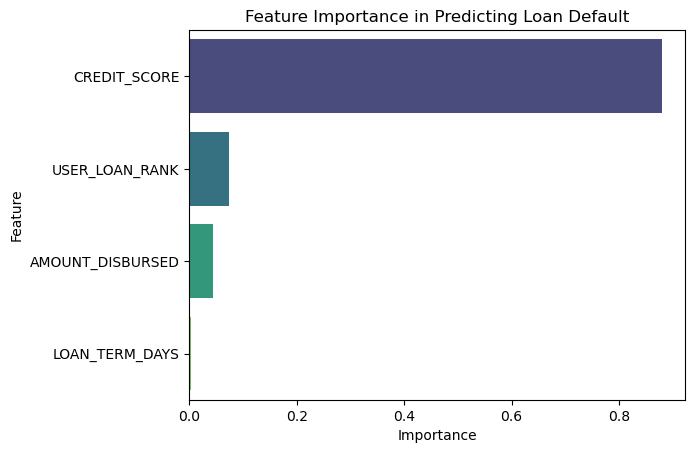 Feature Importance in Predicting Loan Default
CREDIT_SCORE
USER_LOAN_RANK
AMOUNT_DISBURSED
LOAN_TERM_DAYS
Feature
0.0 0.2 0.4 0.6 0.8
Importance